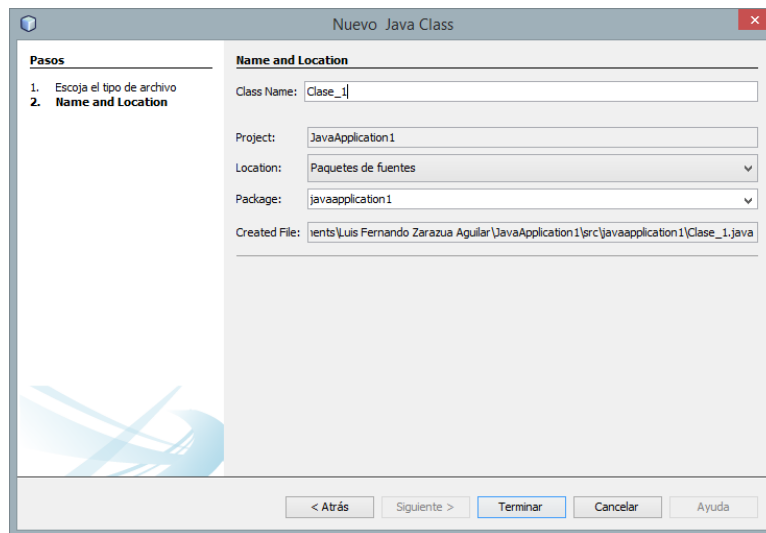 Nuevo Java Class
Pasos
1. Escoja el tipo de archivo
2. Name and Location
Name and Location
Class Name: Clase_1
Project: JavaApplication1
Location: Paquetes de fuentes
Package: javaapplication1
Created File: ents\Luis Fernando Zarazua Aguilar\JavaApplication1\src\javaapplication1\Clase_1.java
< Atrás Siguiente > Terminar Cancelar Ayuda